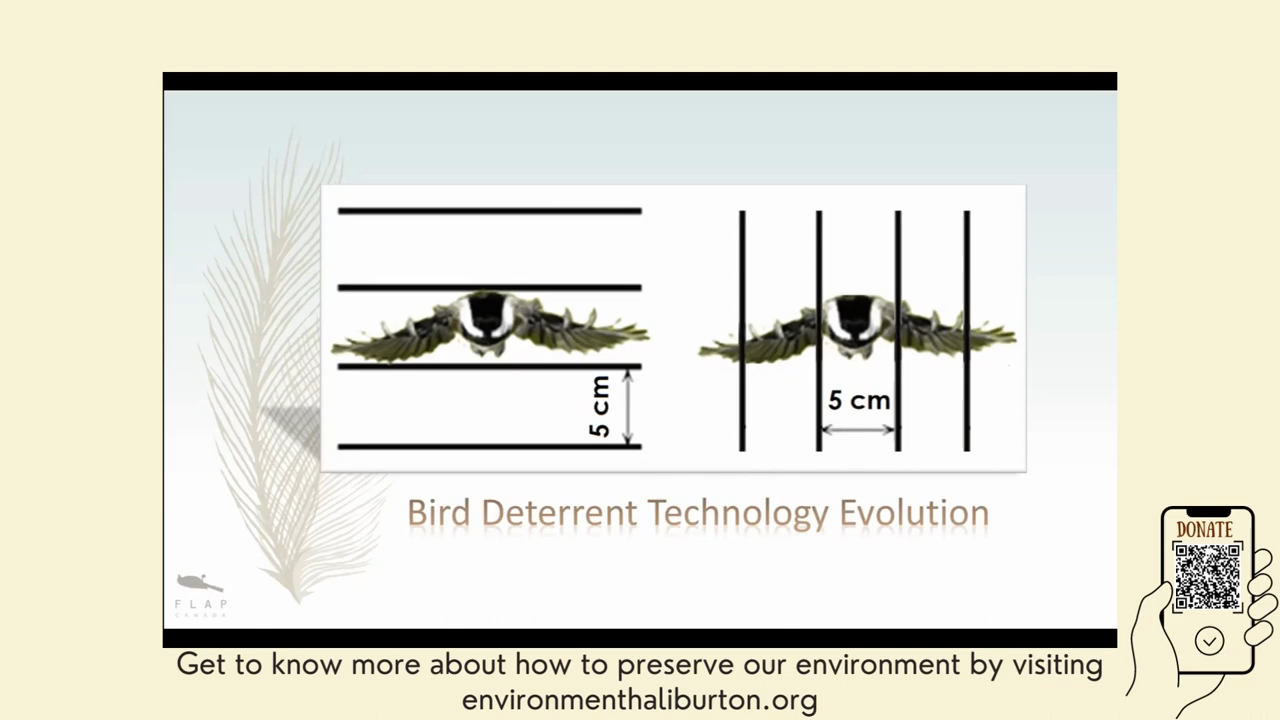 5 cm
5 cm
Bird Deterrent Technology Evolution
FLAP
CANADA
DONATE
Get to know more about how to preserve our environment by visiting
environmenthaliburton.org